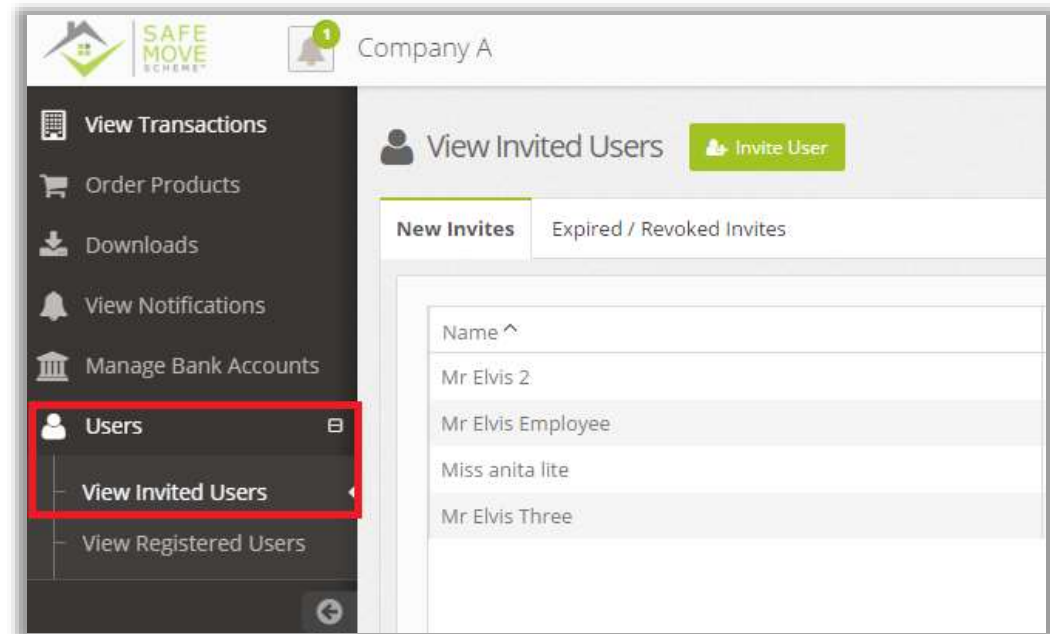 SAFE
MOVE
SCHEME
1
Company A
View Transactions
Order Products
Downloads
View Notifications
Manage Bank Accounts
Users
View Invited Users
View Registered Users
View Invited Users
Invite User
New Invites
Expired / Revoked Invites
Name
Mr Elvis 2
Mr Elvis Employee
Miss anita lite
Mr Elvis Three